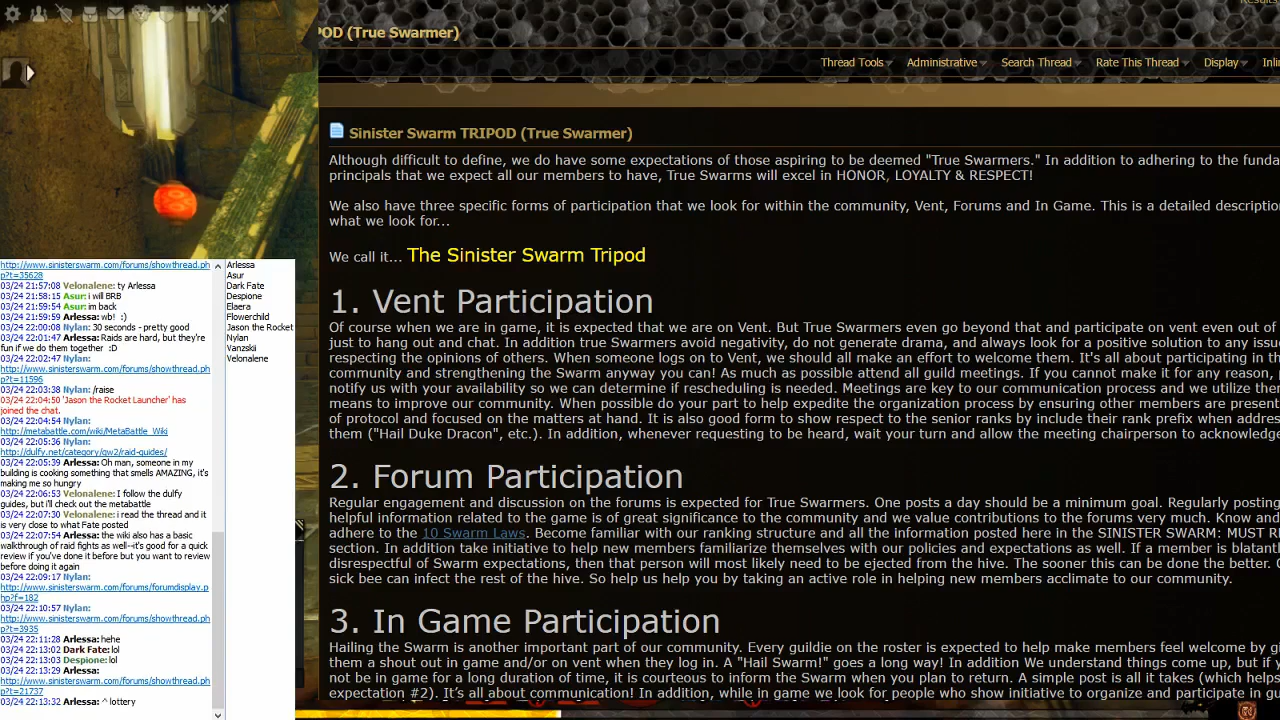 Results
POD (True Swarmer)
Thread Tools Administrative Search Thread Rate This Thread Display
http://www.sinisterswarm.com/forums/showthread.ph
p?t=35628
03/24 21:57:08 Velonalene: ty Arlessa
03/24 21:58:15 Asur: i will BRB
03/24 21:59:54 Asur: im back
03/24 21:59:59 Arlessa: wb! :)
03/24 22:00:08 Nylan: 30 seconds - pretty good
03/24 22:01:47 Arlessa: Raids are hard, but they're
fun if we do them together :D
03/24 22:02:47 Nylan:
http://www.sinisterswarm.com/forums/showthread.ph
p?t=11596
03/24 22:03:38 Nylan: /raise
03/24 22:04:50 'Jason the Rocket Launcher' has
joined the chat.
03/24 22:04:54 Nylan:
http://metabattle.com/wiki/MetaBattle_Wiki
03/24 22:05:36 Nylan:
http://dulfy.net/category/gw2/raid-guides/
03/24 22:05:39 Arlessa: Oh man, someone in my
building is cooking something that smells AMAZING, it's
making me so hungry
03/24 22:06:53 Velonalene: I follow the dulfy
guides, but i'll check out the metabattle
03/24 22:07:30 Velonalene: i read the thread and it
is very close to what Fate posted
03/24 22:07:54 Arlessa: the wiki also has a basic
walkthrough of raid fights as well--it's good for a quick
review if you've done it before but you want to review
before doing it again
03/24 22:09:17 Nylan:
http://www.sinisterswarm.com/forums/forumdisplay.p
hp?f=182
03/24 22:10:57 Nylan:
http://www.sinisterswarm.com/forums/showthread.ph
p?t=3935
03/24 22:11:28 Arlessa: hehe
03/24 22:13:02 Dark Fate: lol
03/24 22:13:03 Despione: lol
03/24 22:13:29 Arlessa:
http://www.sinisterswarm.com/forums/showthread.ph
p?t=21737
03/24 22:13:32 Arlessa: ^ lottery
Arlessa
Asur
Dark Fate
Despione
Elaera
Flowerchild
Jason the Rocket
Nylan
Vanzskii
Velonalene
Sinister Swarm TRIPOD (True Swarmer)
Although difficult to define, we do have some expectations of those aspiring to be deemed "True Swarmers." In addition to adhering to the funda
principals that we expect all our members to have, True Swarms will excel in HONOR, LOYALTY & RESPECT!
We also have three specific forms of participation that we look for within the community, Vent, Forums and In Game. This is a detailed descriptio
what we look for...
We call it... The Sinister Swarm Tripod
1. Vent Participation
Of course when we are in game, it is expected that we are on Vent. But True Swarmers even go beyond that and participate on vent even out of
just to hang out and chat. In addition true Swarmers avoid negativity, do not generate drama, and always look for a positive solution to any issue
respecting the opinions of others. When someone logs on to Vent, we should all make an effort to welcome them. It's all about participating in th
community and strengthening the Swarm anyway you can! As much as possible attend all guild meetings. If you cannot make it for any reason, p
notify us with your availability so we can determine if rescheduling is needed. Meetings are key to our communication process and we utilize them
means to improve our community. When possible do your part to help expedite the organization process by ensuring other members are present
of protocol and focused on the matters at hand. It is also good form to show respect to the senior ranks by include their rank prefix when addres
them ("Hail Duke Dracon", etc.). In addition, whenever requesting to be heard, wait your turn and allow the meeting chairperson to acknowledge
2. Forum Participation
Regular engagement and discussion on the forums is expected for True Swarmers. One posts a day should be a minimum goal. Regularly posting
helpful information related to the game is of great significance to the community and we value contributions to the forums very much. Know and
adhere to the 10 Swarm Laws. Become familiar with our ranking structure and all the information posted here in the SINISTER SWARM: MUST RE
section. In addition take initiative to help new members familiarize themselves with our policies and expectations as well. If a member is blatantl
disrespectful of Swarm expectations, then that person will most likely need to be ejected from the hive. The sooner this can be done the better. O
sick bee can infect the rest of the hive. So help us help you by taking an active role in helping new members acclimate to our community.
3. In Game Participation
Hailing the Swarm is another important part of our community. Every guildie on the roster is expected to help make members feel welcome by gi
them a shout out in game and/or on vent when they log in. A "Hail Swarm!" goes a long way! In addition We understand things come up, but if y
not be in game for a long duration of time, it is courteous to inform the Swarm when you plan to return. A simple post is all it takes (which helps
expectation #2). It's all about communication! In addition, while in game we look for people who show initiative to organize and participate in gu